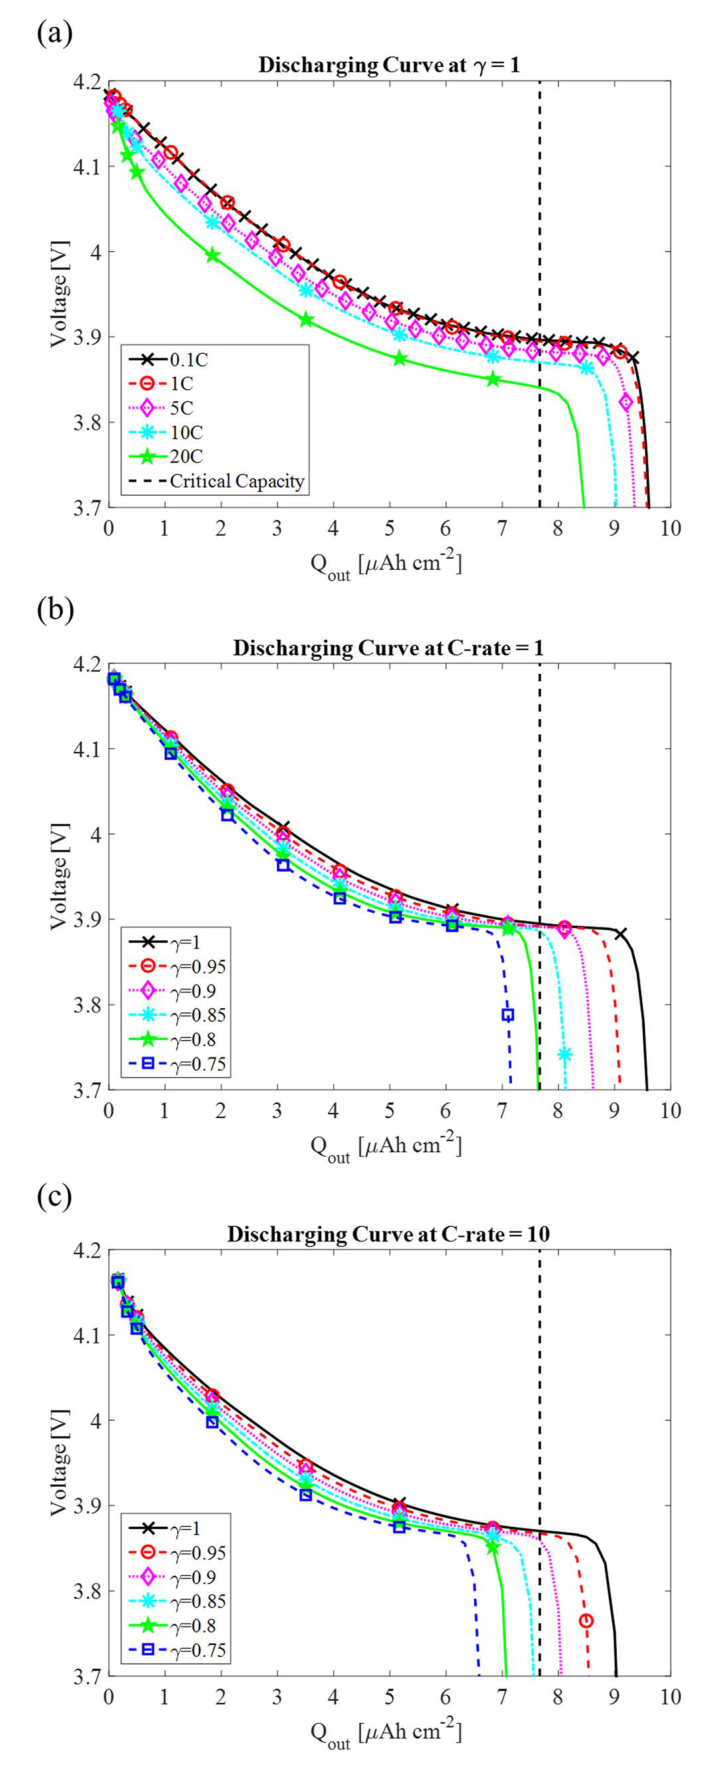 (a)
Discharging Curve at γ = 1
4.2
4.1
4
3.9
3.8
3.7
Voltage [V]
0.1C
1C
5C
10C
20C
Critical Capacity
0 1 2 3 4 5 6 7 8 9 10
Qout [μAh cm-2]
(b)
Discharging Curve at C-rate = 1
4.2
4.1
4
3.9
3.8
3.7
Voltage [V]
γ=1
γ=0.95
γ=0.9
γ=0.85
γ=0.8
γ=0.75
0 1 2 3 4 5 6 7 8 9 10
Qout [μAh cm-2]
(c)
Discharging Curve at C-rate = 10
4.2
4.1
4
3.9
3.8
3.7
Voltage [V]
γ=1
γ=0.95
γ=0.9
γ=0.85
γ=0.8
γ=0.75
0 1 2 3 4 5 6 7 8 9 10
Qout [μAh cm-2]